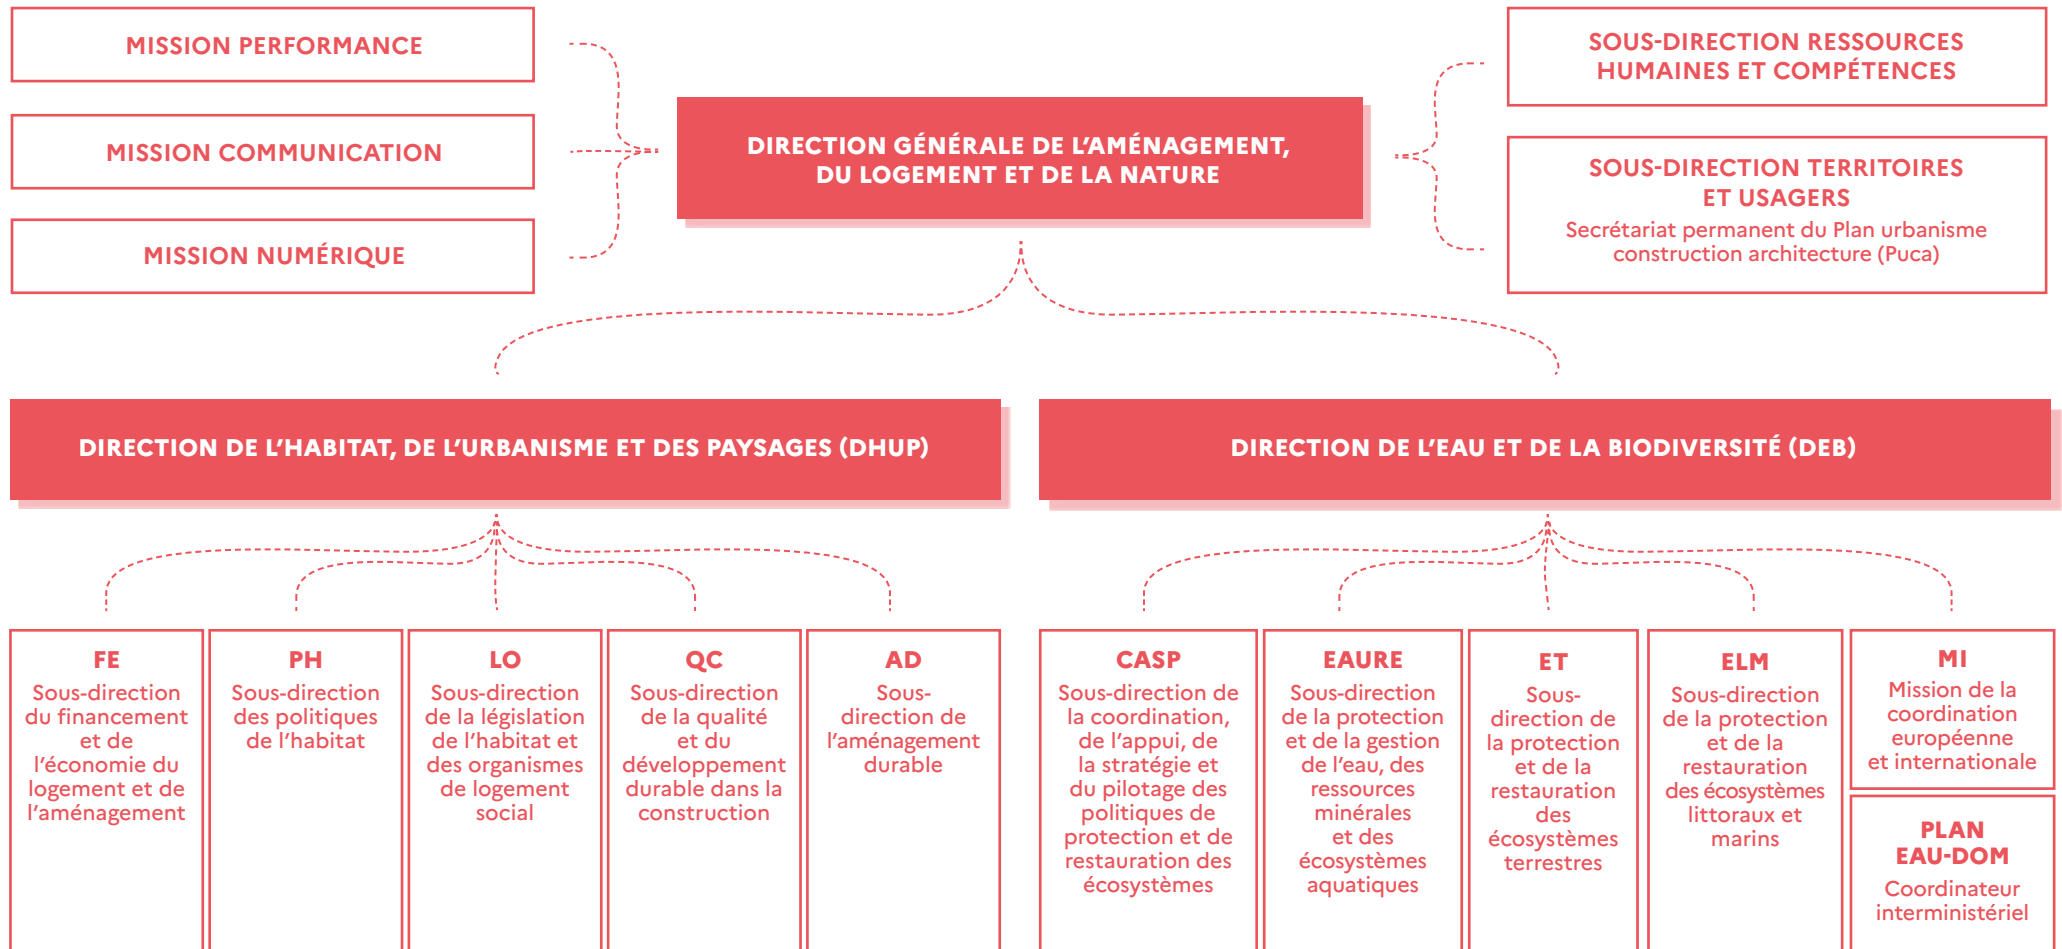 MISSION PERFORMANCE
MISSION COMMUNICATION
MISSION NUMÉRIQUE
DIRECTION GÉNÉRALE DE L’AMÉNAGEMENT,
DU LOGEMENT ET DE LA NATURE
SOUS-DIRECTION RESSOURCES
HUMAINES ET COMPÉTENCES
SOUS-DIRECTION TERRITOIRES
ET USAGERS
Secrétariat permanent du Plan urbanisme
construction architecture (Puca)
DIRECTION DE L’HABITAT, DE L’URBANISME ET DES PAYSAGES (DHUP)
DIRECTION DE L’EAU ET DE LA BIODIVERSITÉ (DEB)
FE
Sous-direction
du financement
et de
l’économie du
logement et de
l’aménagement
PH
Sous-direction
des politiques
de l’habitat
LO
Sous-direction
de la législation
de l’habitat et
des organismes
de logement
social
QC
Sous-direction
de la qualité
et du
développement
durable dans la
construction
AD
Sous-
direction de
l’aménagement
durable
CASP
Sous-direction de
la coordination,
de l’appui, de
la stratégie et
du pilotage des
politiques de
protection et de
restauration des
écosystèmes
EAURE
Sous-direction
de la protection
et de la gestion
de l’eau, des
ressources
minérales
et des
écosystèmes
aquatiques
ET
Sous-
direction de
la protection
et de la
restauration
des
écosystèmes
terrestres
ELM
Sous-direction
de la protection
et de la
restauration
des écosystèmes
littoraux et
marins
MI
Mission de la
coordination
européenne
et internationale
PLAN
EAU-DOM
Coordinateur
interministériel